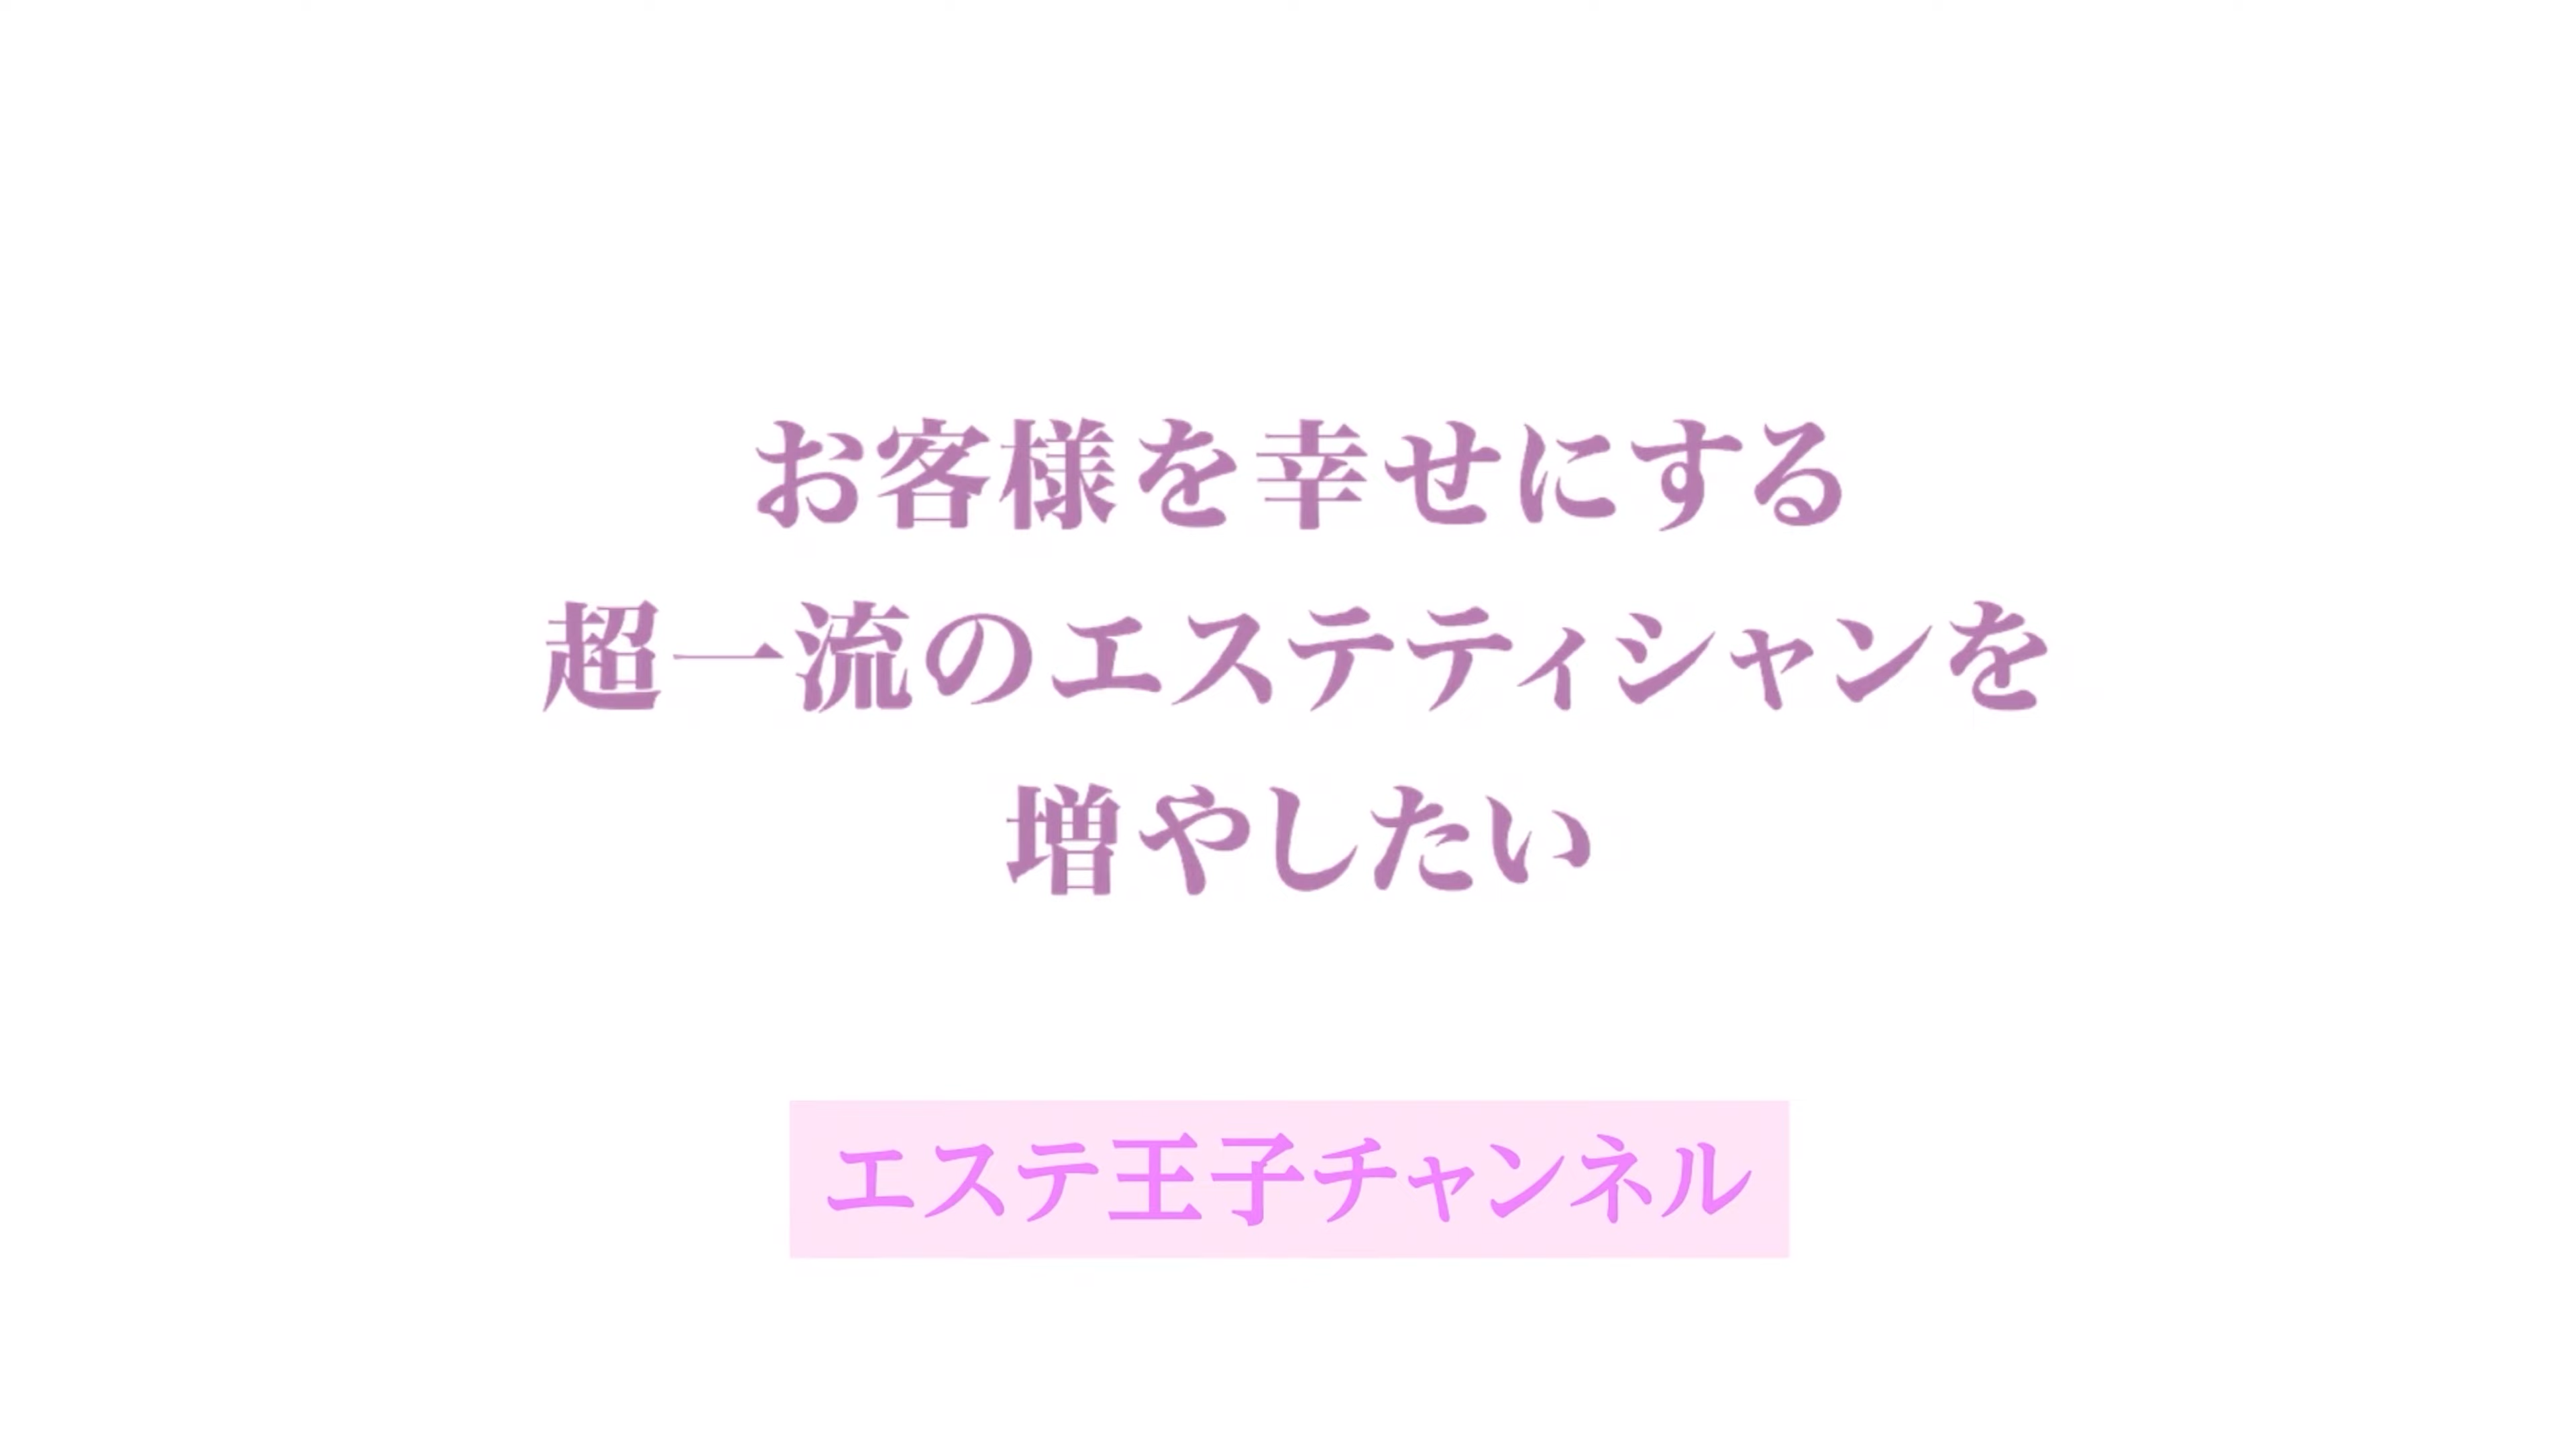 お客様を幸せにする
超一流のエステティシャンを
増やしたい
エステ王子チャンネル